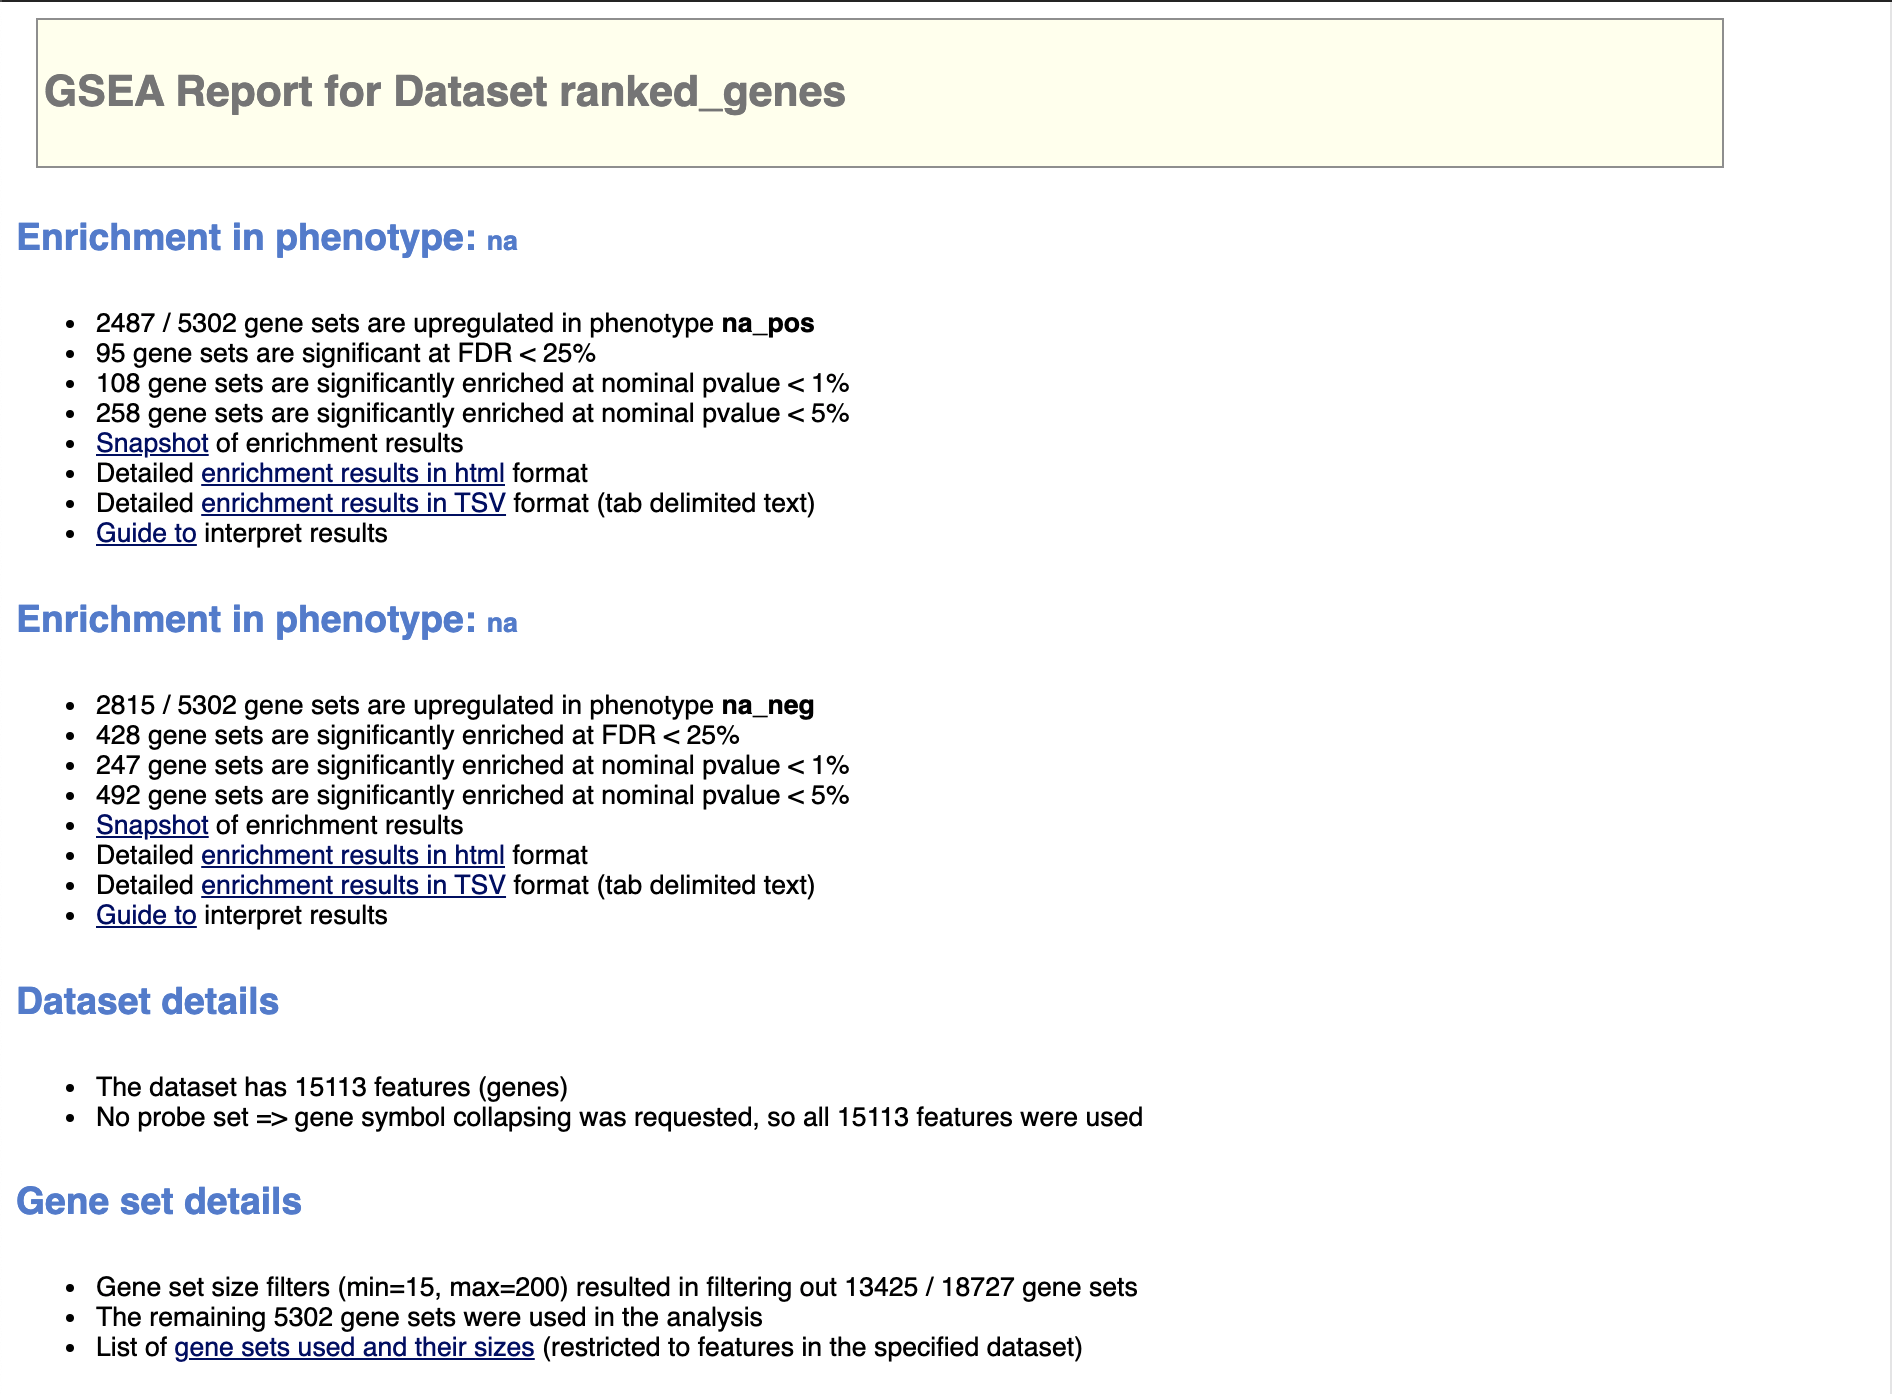 GSEA Report for Dataset ranked_genes
Enrichment in phenotype: na
• 2487 / 5302 gene sets are upregulated in phenotype na_pos
• 95 gene sets are significant at FDR < 25%
• 108 gene sets are significantly enriched at nominal pvalue < 1%
• 258 gene sets are significantly enriched at nominal pvalue < 5%
• Snapshot of enrichment results
• Detailed enrichment results in html format
• Detailed enrichment results in TSV format (tab delimited text)
• Guide to interpret results
Enrichment in phenotype: na
• 2815 / 5302 gene sets are upregulated in phenotype na_neg
• 428 gene sets are significantly enriched at FDR < 25%
• 247 gene sets are significantly enriched at nominal pvalue < 1%
• 492 gene sets are significantly enriched at nominal pvalue < 5%
• Snapshot of enrichment results
• Detailed enrichment results in html format
• Detailed enrichment results in TSV format (tab delimited text)
• Guide to interpret results
Dataset details
• The dataset has 15113 features (genes)
• No probe set => gene symbol collapsing was requested, so all 15113 features were used
Gene set details
• Gene set size filters (min=15, max=200) resulted in filtering out 13425 / 18727 gene sets
• The remaining 5302 gene sets were used in the analysis
• List of gene sets used and their sizes (restricted to features in the specified dataset)